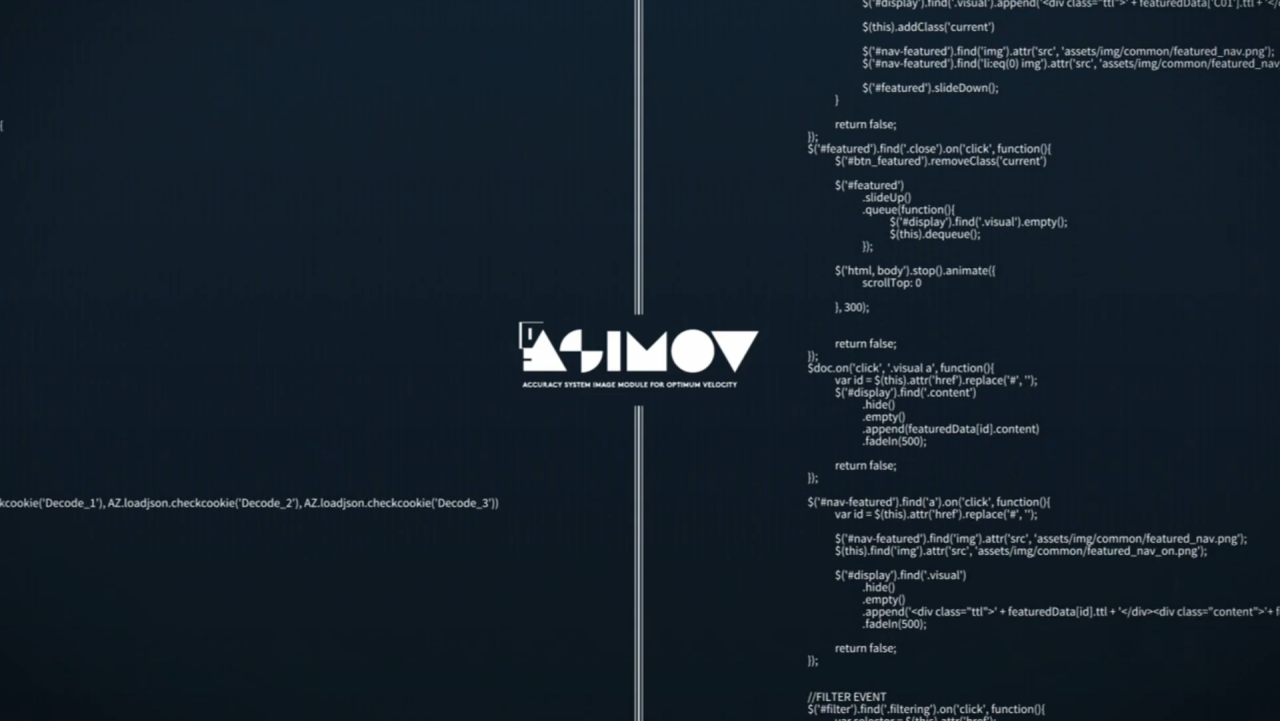 {
kcookie('Decode_1'), AZ.loadjson.checkcookie('Decode_2'), AZ.loadjson.checkcookie('Decode_3'))
ASIMOV
ACCURACY SYSTEM IMAGE MODULE FOR OPTIMUM VELOCITY
$('#display').find('.visual').append('<div class="ttl">' + featuredData['C01'].ttl + '</
$(this).addClass('current')
$('#nav-featured').find('img').attr('src', 'assets/img/common/featured_nav.png');
$('#nav-featured').find('li:eq(0) img').attr('src', 'assets/img/common/featured_nav
$('#featured').slideDown();
}
return false;
});
$('#featured').find('.close').on('click', function(){
$('#btn_featured').removeClass('current')
$('#featured')
.slideUp()
.queue(function(){
$('#display').find('.visual').empty();
$(this).dequeue();
});
$('html, body').stop().animate({
scrollTop: 0
}, 300);
return false;
});
$doc.on('click', '.visual a', function(){
var id = $(this).attr('href').replace('#', '');
$('#display').find('.content')
.hide()
.empty()
.append(featuredData[id].content)
.fadeIn(500);
return false;
});
$('#nav-featured').find('a').on('click', function(){
var id = $(this).attr('href').replace('#', '');
$('#nav-featured').find('img').attr('src', 'assets/img/common/featured_nav.png');
$(this).find('img').attr('src', 'assets/img/common/featured_nav_on.png');
$('#display').find('.visual')
.hide()
.empty()
.append('<div class="ttl">' + featuredData[id].ttl + '</div><div class="content">'+ f
.fadeIn(500);
return false;
});
//FILTER EVENT
$('#filter').find('.filtering').on('click', function(){
var selector = $(this).attr('href');